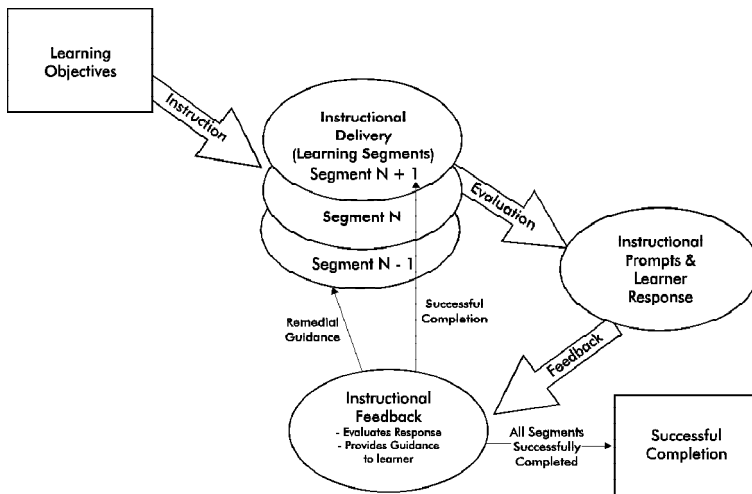 Learning
Objectives
Instruction
Instructional
Delivery
(Learning Segments)
Segment N + 1
Segment N
Segment N - 1
Evaluation
Instructional
Prompts &
Learner
Response
Remedial
Guidance
Successful
Completion
Feedback
Instructional
Feedback
- Evaluates Response
- Provides Guidance
to learner
All Segments
Successfully
Completed
Successful
Completion